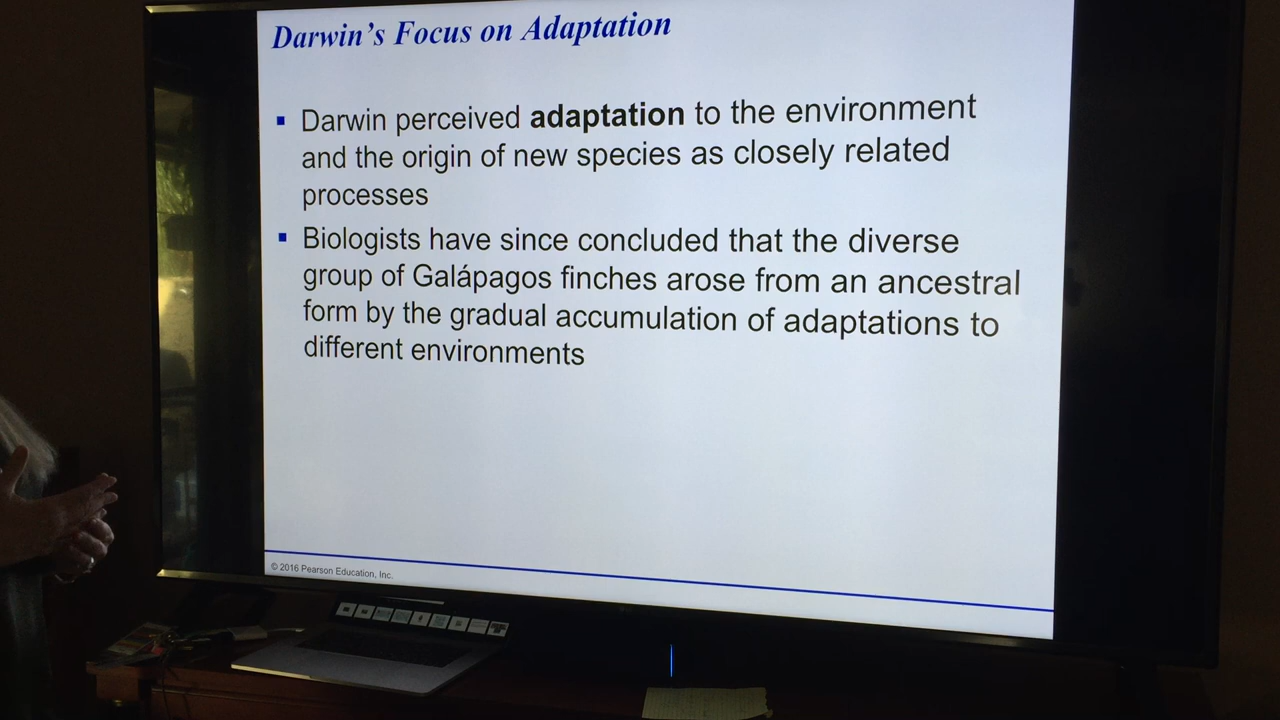 Darwin's Focus on Adaptation
▪ Darwin perceived adaptation to the environment
and the origin of new species as closely related
processes
▪ Biologists have since concluded that the diverse
group of Galápagos finches arose from an ancestral
form by the gradual accumulation of adaptations to
different environments
© 2016 Pearson Education, Inc.